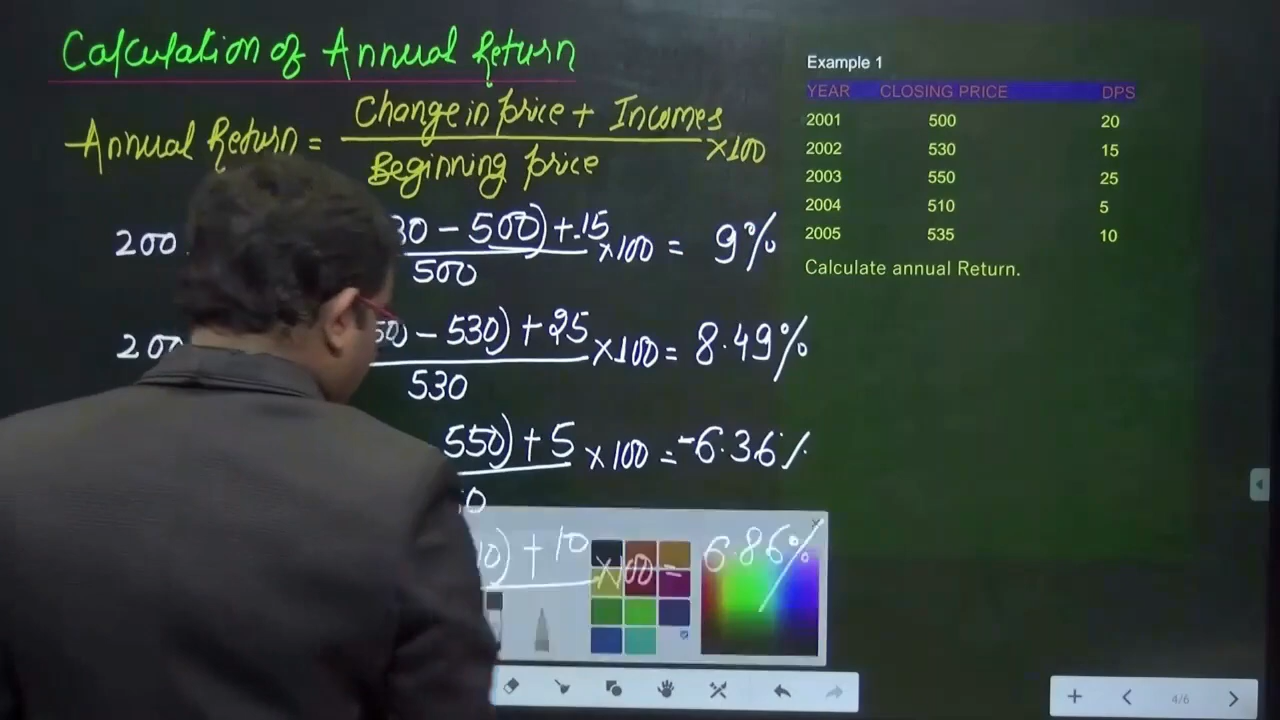 Calculation of Annual Return
Annual Return = Change in price + Incomes
Beginning price
×100
200
30 - 500) + 15
500
×100 = 9%
200
50) - 530) + 25
530
×100 = 8.49%
550) + 5
0
×100 = -6.36%
10) + 10
×100 = 6.86%
Example 1
YEAR CLOSING PRICE DPS
2001 500 20
2002 530 15
2003 550 25
2004 510 5
2005 535 10
Calculate annual Return.
4/6